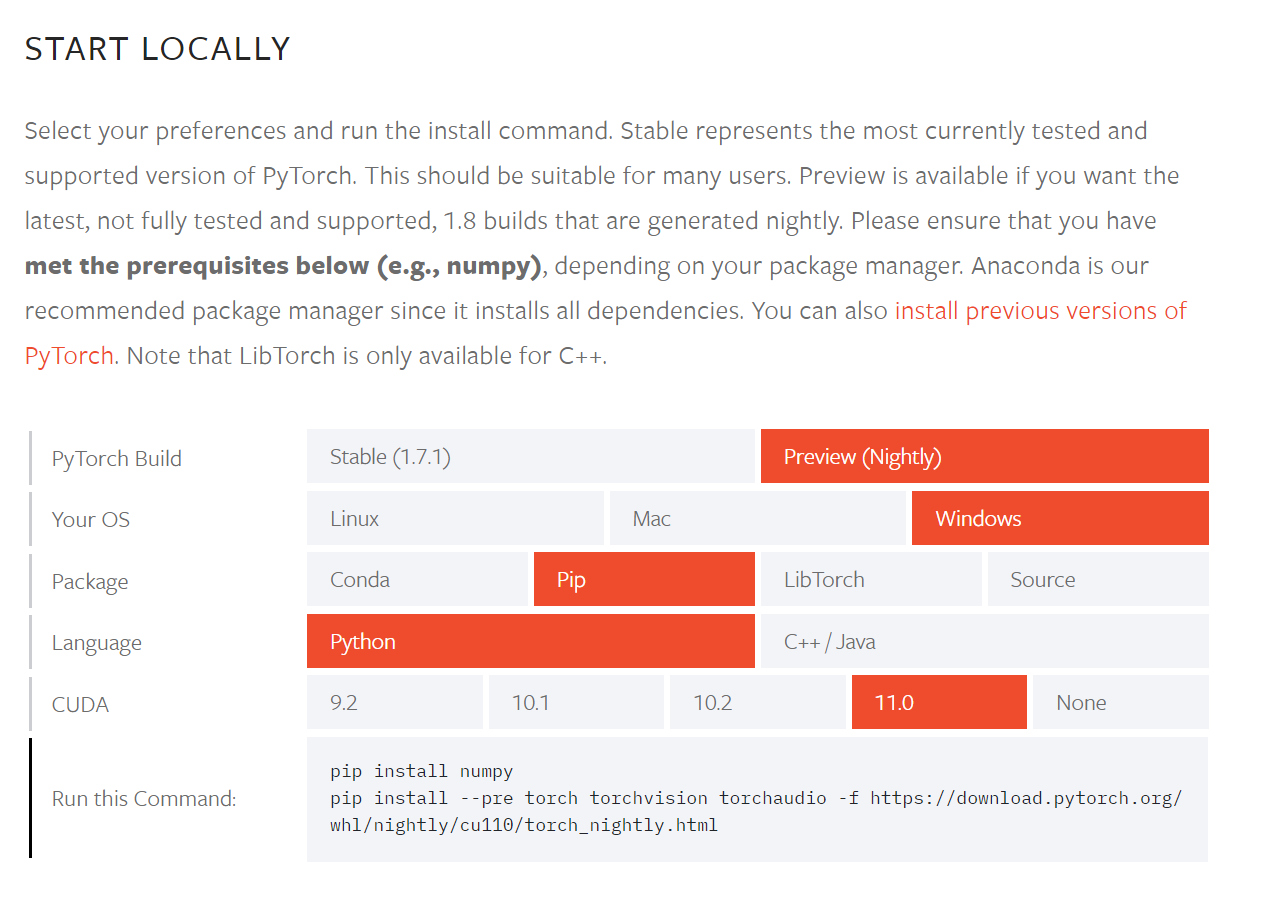 START LOCALLY
Select your preferences and run the install command. Stable represents the most currently tested and
supported version of PyTorch. This should be suitable for many users. Preview is available if you want the
latest, not fully tested and supported, 1.8 builds that are generated nightly. Please ensure that you have
met the prerequisites below (e.g., numpy), depending on your package manager. Anaconda is our
recommended package manager since it installs all dependencies. You can also install previous versions of
PyTorch. Note that LibTorch is only available for C++.
PyTorch Build Stable (1.7.1) Preview (Nightly)
Your OS Linux Mac Windows
Package Conda Pip LibTorch Source
Language Python C++ / Java
CUDA 9.2 10.1 10.2 11.0 None
Run this Command:
pip install numpy
pip install --pre torch torchvision torchaudio -f https://download.pytorch.org/
whl/nightly/cu110/torch_nightly.html